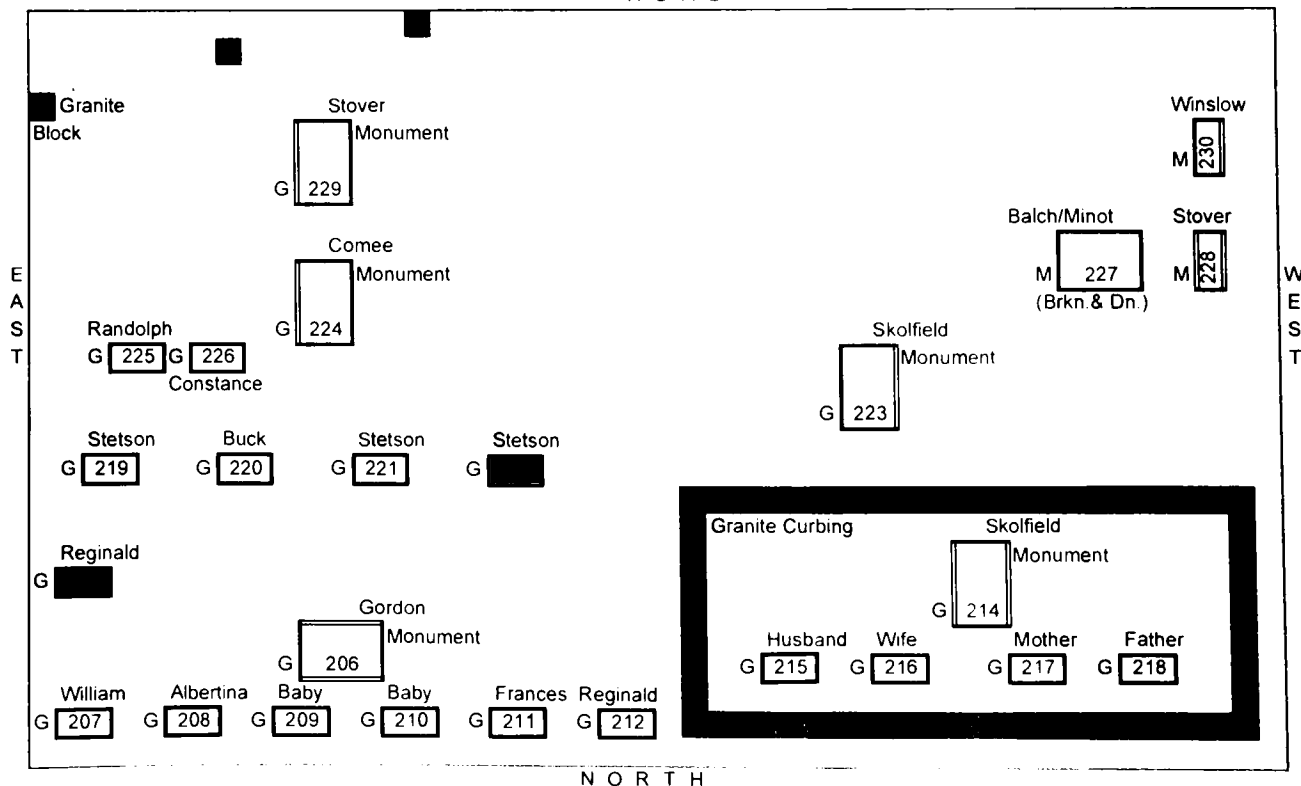 Granite
Block
Stover
Monument
G 229
Winslow
M 230
Comee
Monument
G 224
Balch/Minot
M 227
(Brkn.& Dn.)
Stover
M 228
EAST
WEST
Randolph
G 225 G 226
Constance
Skolfield
Monument
G 223
Stetson Buck Stetson Stetson
G 219 G 220 G 221 G
Granite Curbing
Skolfield
Monument
G 214
Reginald
G
Gordon
Monument
G 206
Husband Wife Mother Father
G 215 G 216 G 217 G 218
William Albertina Baby Baby Frances Reginald
G 207 G 208 G 209 G 210 G 211 G 212
NORTH